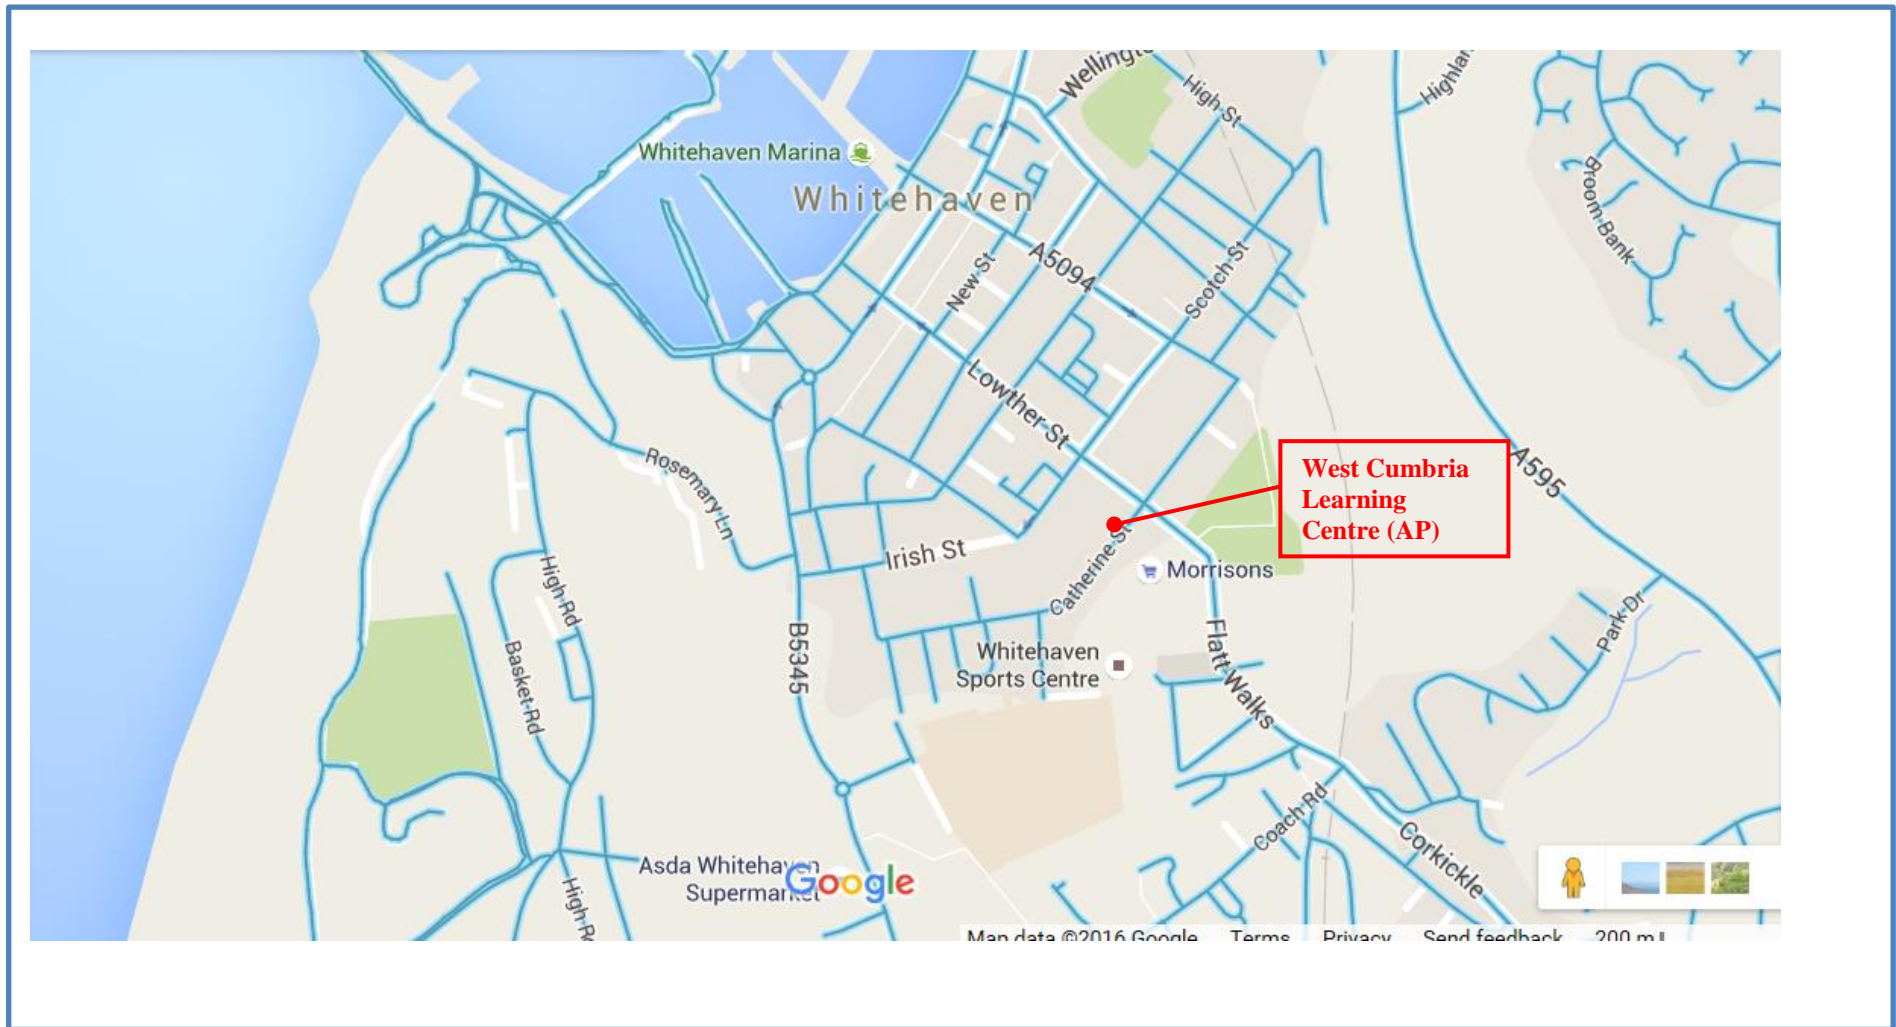 Wellingto
High St
Highlan
Whitehaven Marina
Whitehaven
Broom Bank
A5094
New St
Scotch St
Lowther St
West Cumbria
Learning
Centre (AP)
A595
Rosemary Ln
Irish St
Catherine St
Morrisons
High Rd
Park Dr
B5345
Basket Rd
Whitehaven
Sports Centre
Flatt Walks
Coach Rd
Corkickle
Asda Whitehaven
Supermarket
Google
High Rd
Map data ©2016 Google Terms Privacy Send feedback 200 m